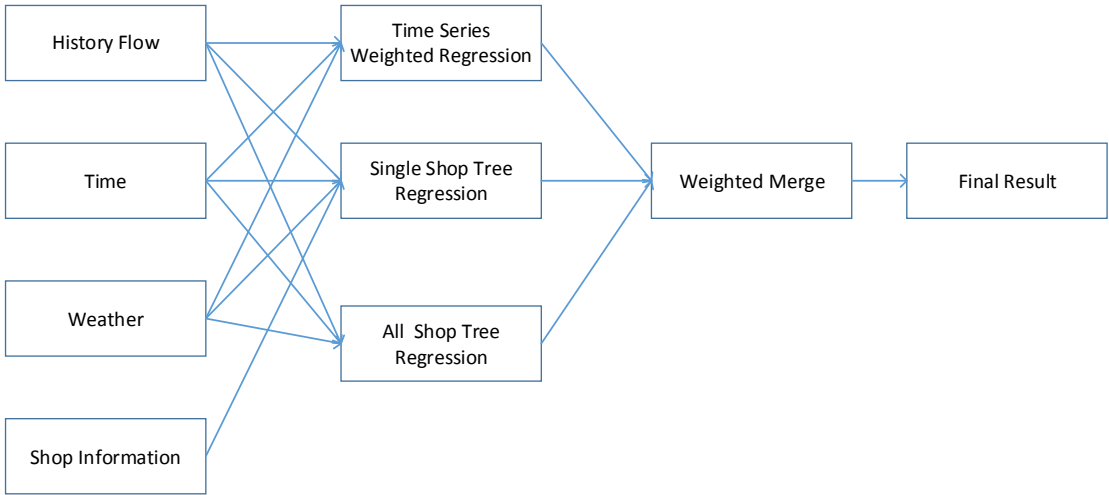 History Flow
Time Series
Weighted Regression
Time
Single Shop Tree
Regression
Weighted Merge
Final Result
Weather
All  Shop Tree
Regression
Shop Information